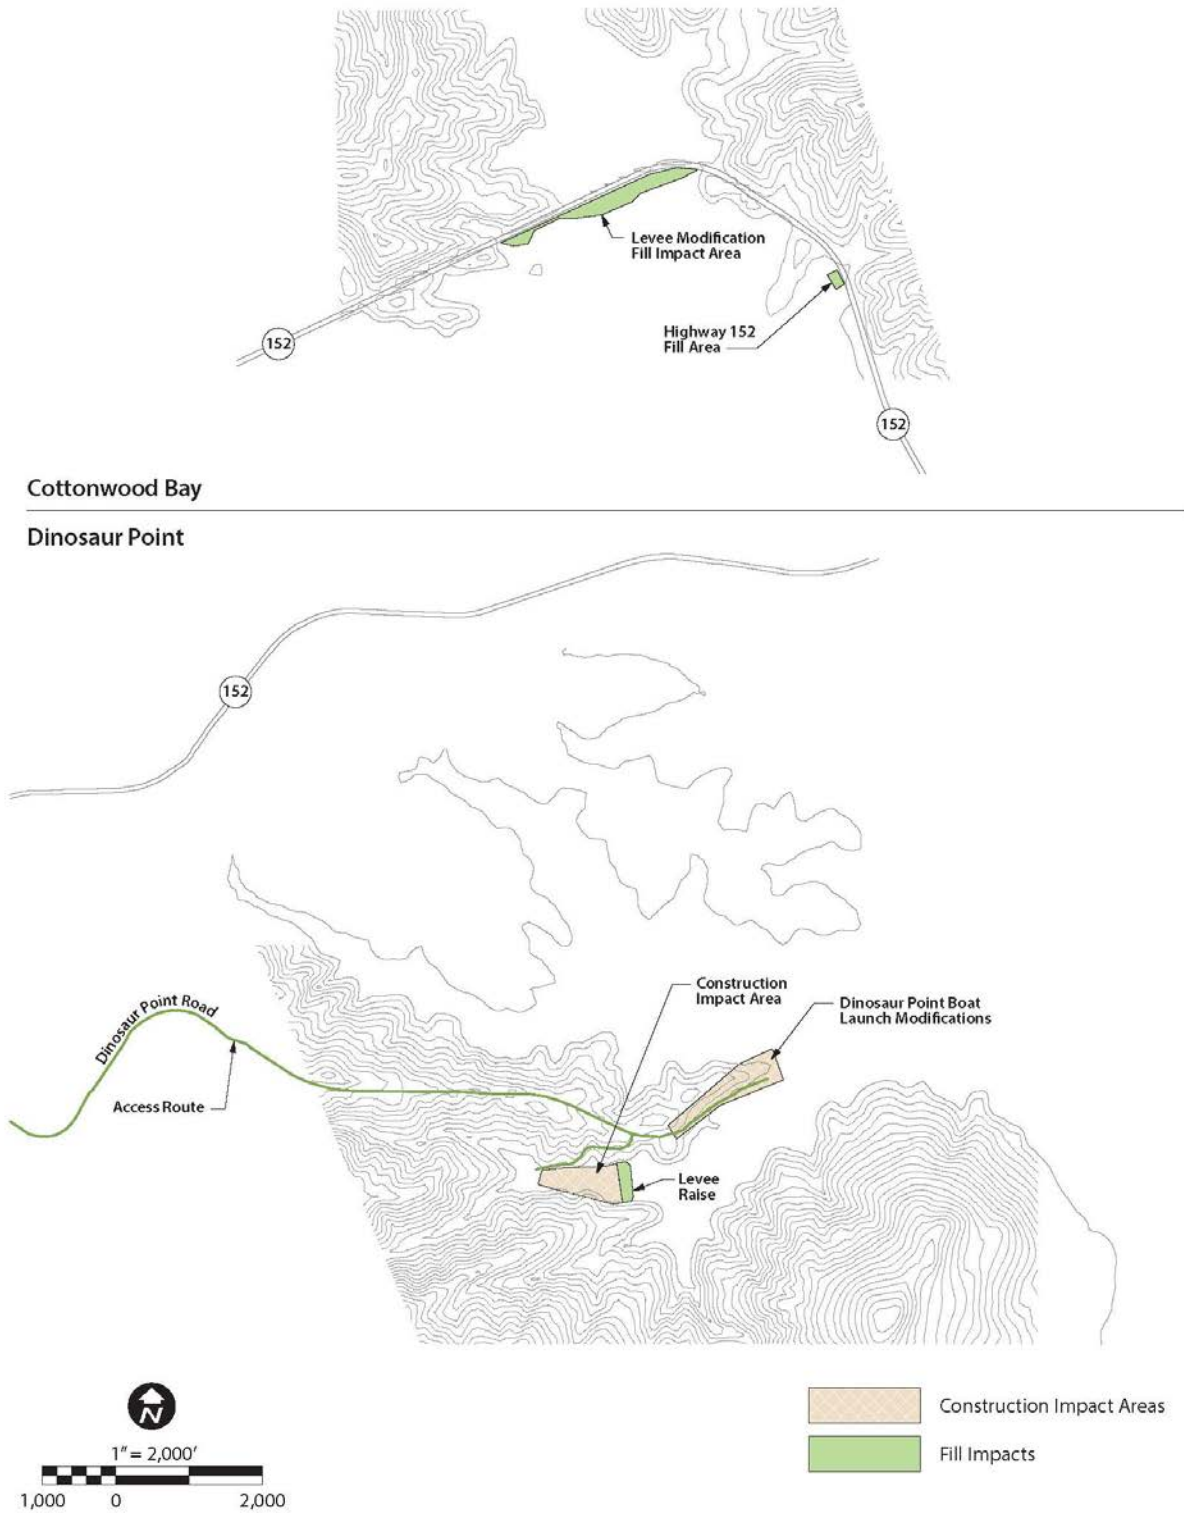 Levee Modification
Fill Impact Area
Highway 152
Fill Area
152
152
Cottonwood Bay
Dinosaur Point
152
Construction
Impact Area
Dinosaur Point Boat
Launch Modifications
Dinosaur Point Road
Access Route
Levee
Raise
N
1” = 2,000’
1,000 0 2,000
Construction Impact Areas
Fill Impacts